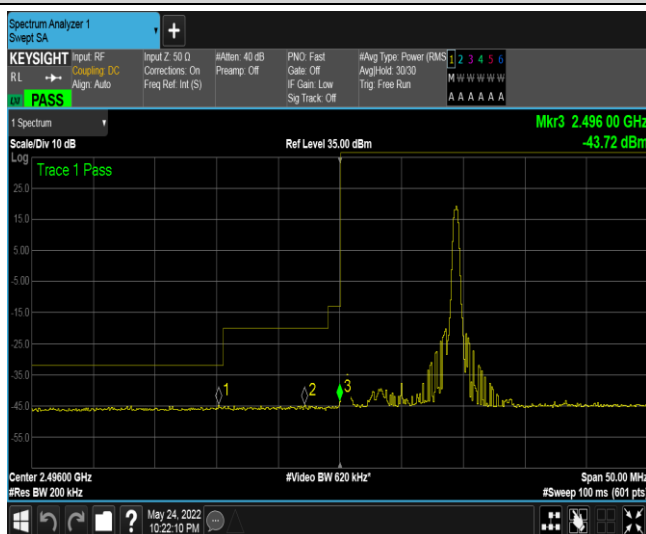 Spectrum Analyzer 1
Swept SA
KEYSIGHT
RL
PASS
Input: RF
Coupling: DC
Align: Auto
Input Z: 50 Ω
Corrections: On
Freq Ref: Int (S)
#Atten: 40 dB
Preamp: Off
PNO: Fast
Gate: Off
IF Gain: Low
Sig Track: Off
#Avg Type: Power (RMS
Avg|Hold: 30/30
Trig: Free Run
1 2 3 4 5 6
M W W W W W
A A A A A A
1 Spectrum
Mkr3 2.496 00 GHz
Scale/Div 10 dB
Ref Level 35.00 dBm
-43.72 dBm
Log
Trace 1 Pass
25.0
15.0
5.00
-5.00
-15.0
-25.0
-35.0
1
2
3
-45.0
-55.0
Center 2.49600 GHz
#Video BW 620 kHz*
Span 50.00 MHz
#Res BW 200 kHz
#Sweep 100 ms (601 pts)
May 24, 2022
10:22:10 PM